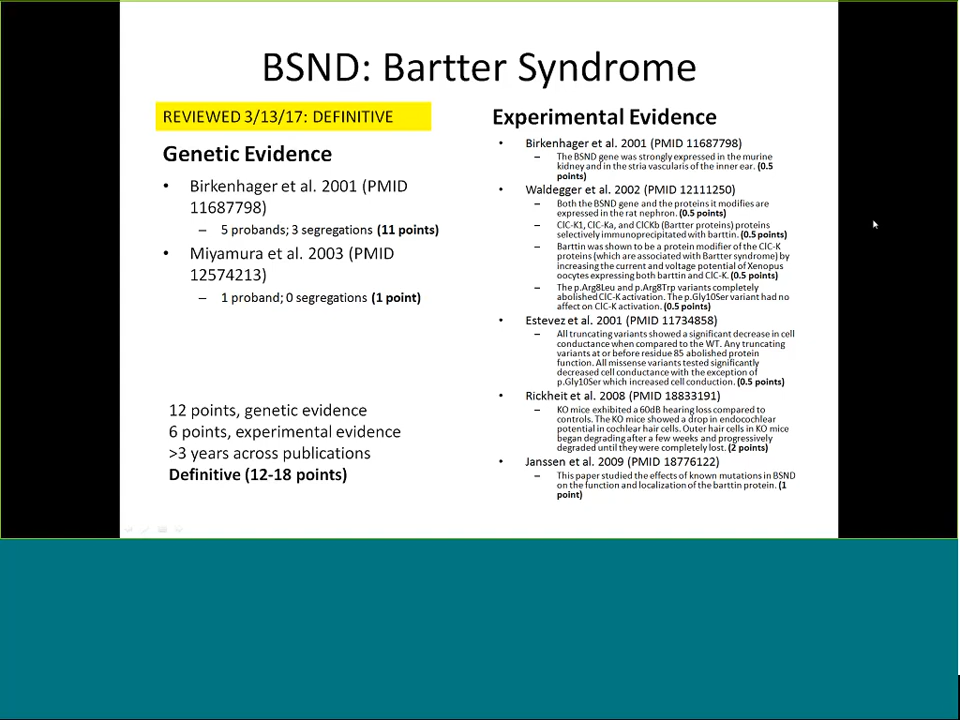 BSND: Bartter Syndrome
REVIEWED 3/13/17: DEFINITIVE
Genetic Evidence
• Birkenhager et al. 2001 (PMID
11687798)
– 5 probands; 3 segregations (11 points)
• Miyamura et al. 2003 (PMID
12574213)
– 1 proband; 0 segregations (1 point)
12 points, genetic evidence
6 points, experimental evidence
>3 years across publications
Definitive (12-18 points)
Experimental Evidence
• Birkenhager et al. 2001 (PMID 11687798)
– The BSND gene was strongly expressed in the murine
kidney and in the stria vascularis of the inner ear. (0.5
points)
• Waldegger et al. 2002 (PMID 12111250)
– Both the BSND gene and the proteins it modifies are
expressed in the rat nephron. (0.5 points)
– ClC-K1, ClC-Ka, and ClCKb (Bartter proteins) proteins
selectively immunoprecipitated with barttin. (0.5 points)
– Barttin was shown to be a protein modifier of the ClC-K
proteins (which are associated with Bartter syndrome) by
increasing the current and voltage potential of Xenopus
oocytes expressing both barttin and ClC-K. (0.5 points)
– The p.Arg8Leu and p.Arg8Trp variants completely
abolished ClC-K activation. The p.Gly10Ser variant had no
affect on ClC-K activation. (0.5 points)
• Estevez et al. 2001 (PMID 11734858)
– All truncating variants showed a significant decrease in cell
conductance when compared to the WT. Any truncating
variants at or before residue 85 abolished protein
function. All missense variants tested significantly
decreased cell conductance with the exception of
p.Gly10Ser which increased cell conduction. (0.5 points)
• Rickheit et al. 2008 (PMID 18833191)
– KO mice exhibited a 60dB hearing loss compared to
controls. The KO mice showed a drop in endocochlear
potential in cochlear hair cells. Outer hair cells in KO mice
began degrading after a few weeks and progressively
degraded until they were completely lost. (2 points)
• Janssen et al. 2009 (PMID 18776122)
– This paper studied the effects of known mutations in BSND
on the function and localization of the barttin protein. (1
point)